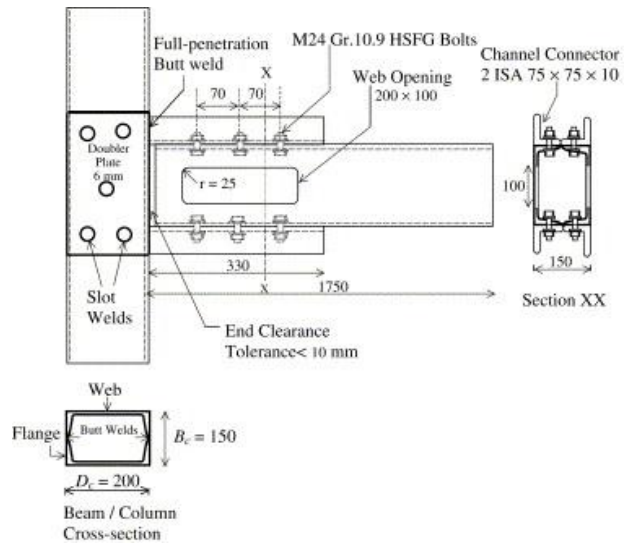 Full-penetration
Butt weld
M24 Gr.10.9 HSFG Bolts
X
Web Opening
200 × 100
Channel Connector
2 ISA 75 × 75 × 10
70
70
Doubler
Plate
6 mm
r = 25
100
330
1750
150
X
Section XX
Slot
Welds
End Clearance
Tolerance< 10 mm
Web
Flange
Butt Welds
Bc = 150
Dc = 200
Beam / Column
Cross-section